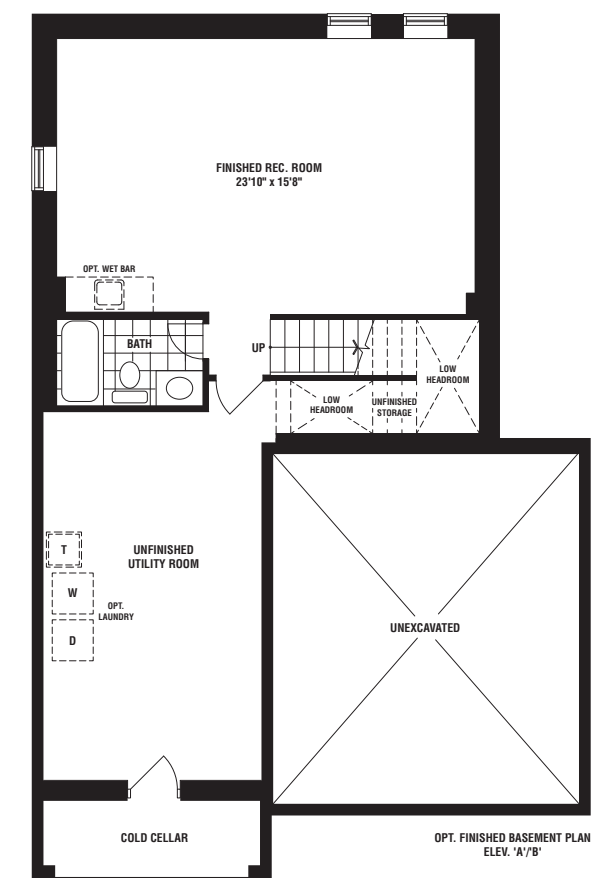 FINISHED REC. ROOM
23'10" x 15'8"
OPT. WET BAR
BATH
UP
LOW
HEADROOM
LOW
HEADROOM
UNFINISHED
STORAGE
T
UNFINISHED
UTILITY ROOM
W
OPT.
LAUNDRY
D
UNEXCAVATED
COLD CELLAR
OPT. FINISHED BASEMENT PLAN
ELEV. 'A'/'B'